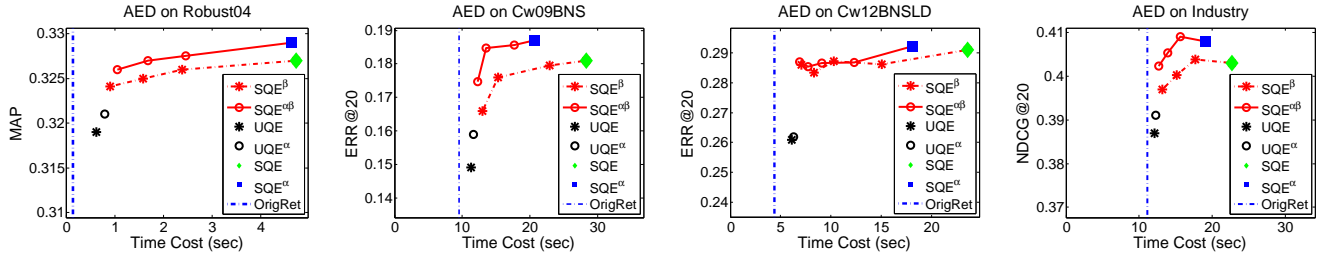 AED on Robust04
0.33
0.325
0.32
0.315
0.31
MAP
0 1 2 3 4
Time Cost (sec)
SQE^β
SQE^αβ
UQE
UQE^α
SQE
SQE^α
OrigRet
AED on Cw09BNS
0.19
0.18
0.17
0.16
0.15
0.14
ERR@20
0 10 20 30
Time Cost (sec)
SQE^β
SQE^αβ
UQE
UQE^α
SQE
SQE^α
OrigRet
AED on Cw12BNSLD
0.29
0.28
0.27
0.26
0.25
0.24
ERR@20
0 5 10 15 20
Time Cost (sec)
SQE^β
SQE^αβ
UQE
UQE^α
SQE
SQE^α
OrigRet
AED on Industry
0.41
0.4
0.39
0.38
0.37
NDCG@20
0 10 20 30
Time Cost (sec)
SQE^β
SQE^αβ
UQE
UQE^α
SQE
SQE^α
OrigRet